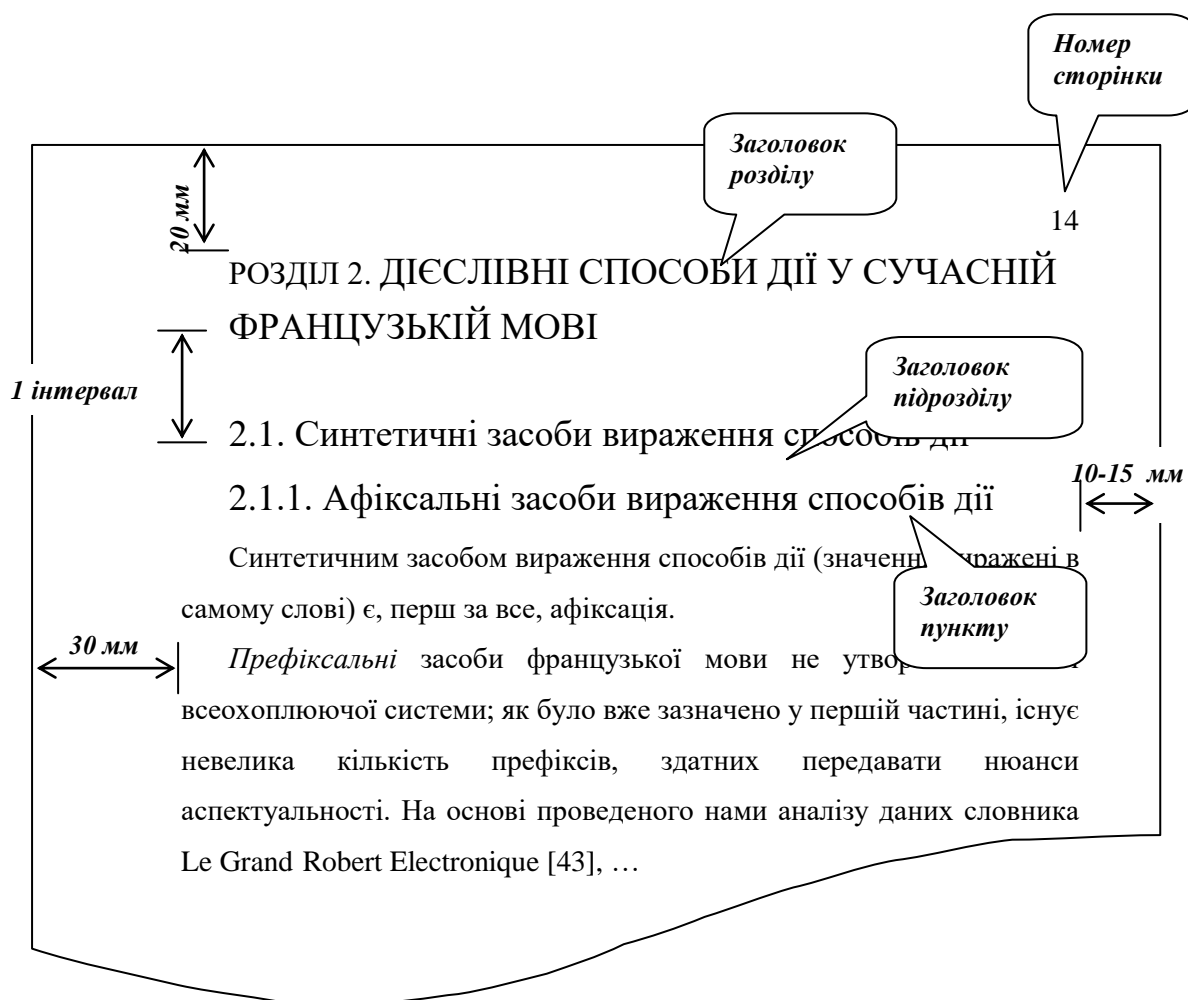 Номер
сторінки
Заголовок
розділу
20 мм
14
РОЗДІЛ 2. ДІЄСЛІВНІ СПОСОБИ ДІЇ У СУЧАСНІЙ
ФРАНЦУЗЬКІЙ МОВІ
Заголовок
підрозділу
1 інтервал
2.1. Синтетичні засоби вираження способів дії
10-15 мм
2.1.1. Афіксальні засоби вираження способів дії
Синтетичним засобом вираження способів дії (значення виражені в
самому слові) є, перш за все, афіксація.
Заголовок
пункту
30 мм
Префіксальні засоби французької мови не
всеохоплюючої системи; як було вже зазначено у першій частині, існує
невелика кількість префіксів, здатних передавати нюанси
аспектуальності. На основі проведеного нами аналізу даних словника
Le Grand Robert Electronique [43], …